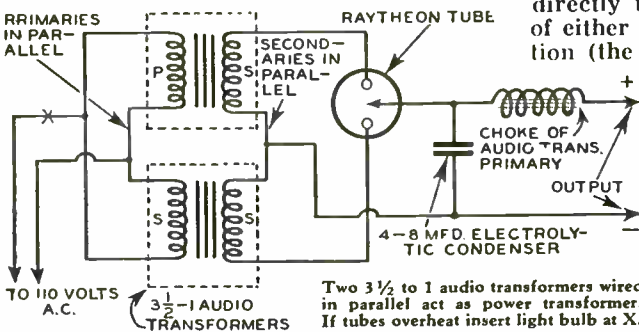 RRIMARIES
IN PAR-
ALLEL
P
S
SECOND-
ARIES IN
PARAL-
LEL
RAYTHEON TUBE
directly
of either
tion (the
+
CHOKE OF
AUDIO TRANS.
PRIMARY
OUTPUT
−
X
S
S
4-8 MFD. ELECTROLY-
TIC CONDENSER
TO 110 VOLTS
A.C.
3½-1 AUDIO
TRANSFORMERS
Two 3½ to 1 audio transformers wired
in parallel act as power transformer.
If tubes overheat insert light bulb at X.